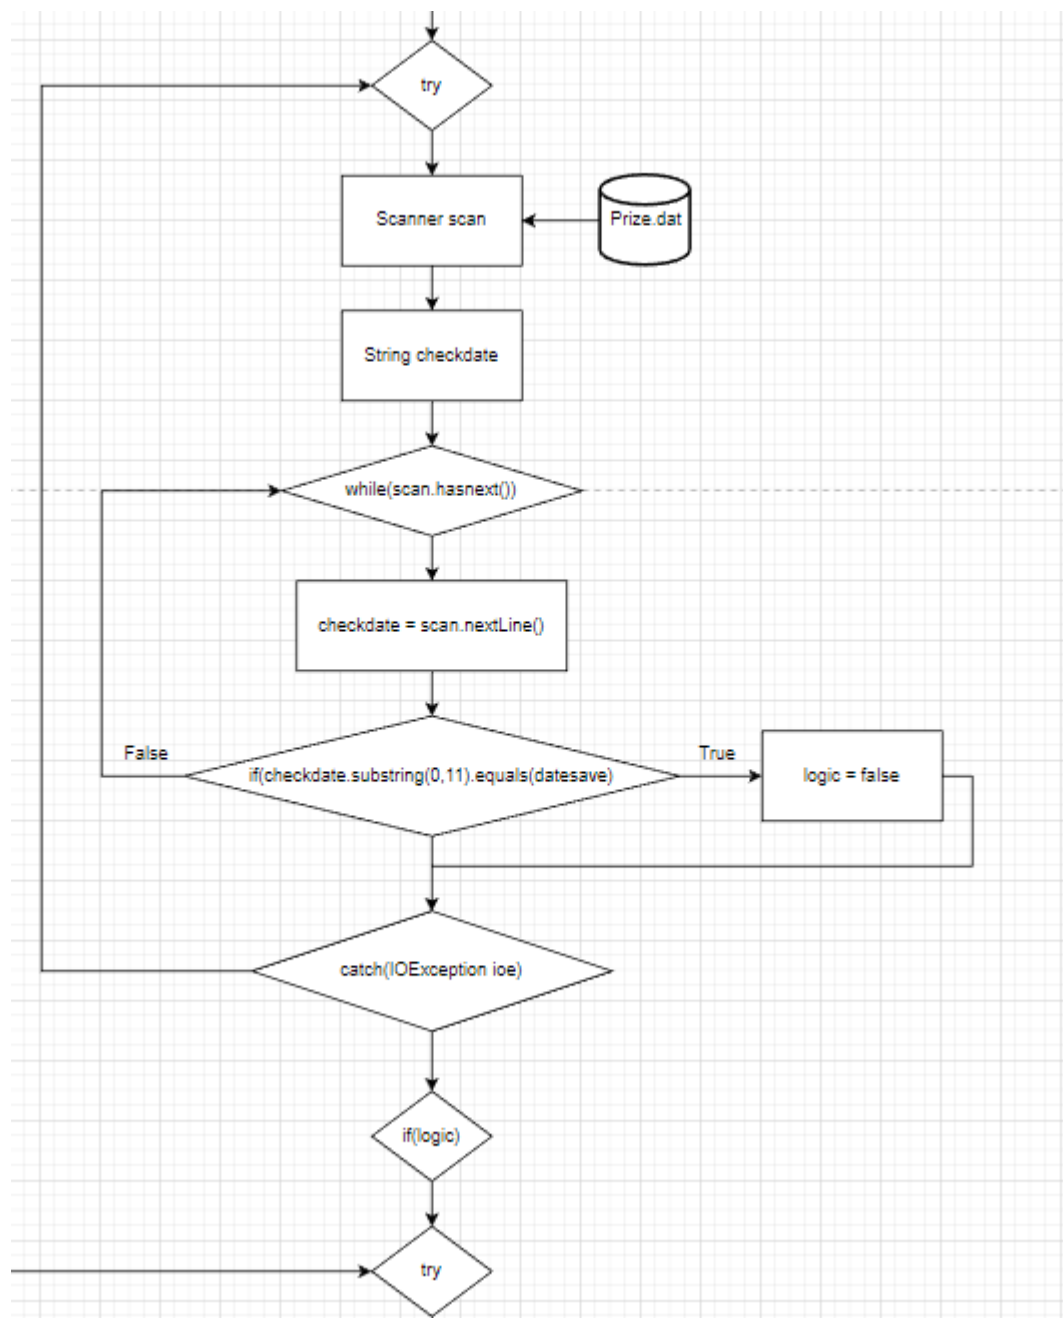 try
Scanner scan
Prize.dat
String checkdate
while(scan.hasnext())
checkdate = scan.nextLine()
False
if(checkdate.substring(0,11).equals(datesave)
True
logic = false
catch(IOException ioe)
if(logic)
try